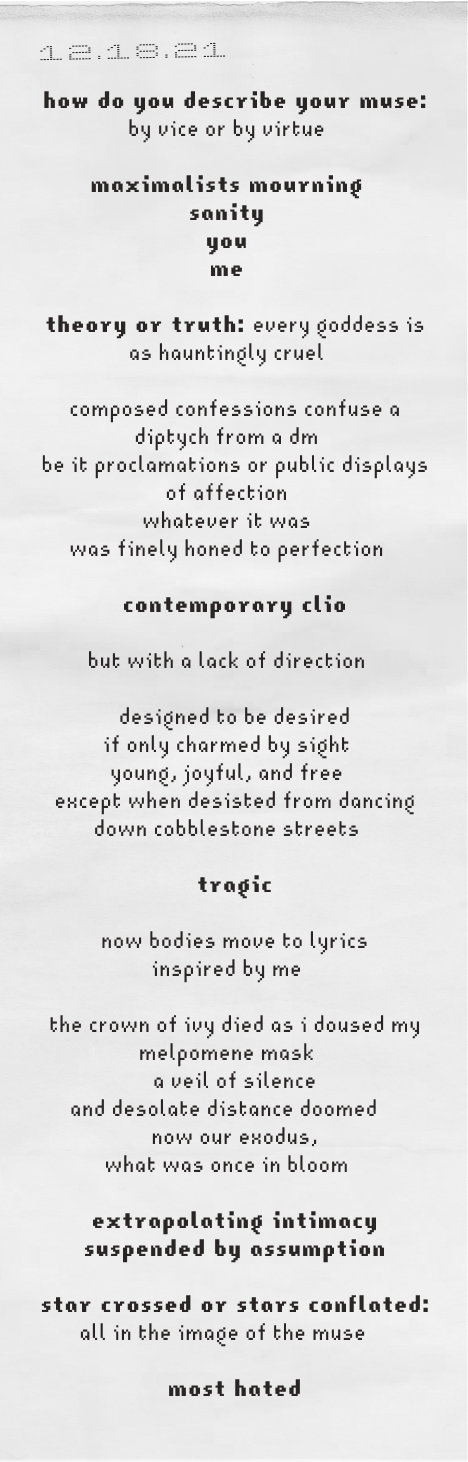 12.18.21
how do you describe your muse:
by vice or by virtue
maximalists mourning
sanity
you
me
theory or truth: every goddess is
as hauntingly cruel
composed confessions confuse a
diptych from a dm
be it proclamations or public displays
of affection
whatever it was
was finely honed to perfection
contemporary clio
but with a lack of direction
designed to be desired
if only charmed by sight
young, joyful, and free
except when desisted from dancing
down cobblestone streets
tragic
now bodies move to lyrics
inspired by me
the crown of ivy died as i doused my
melpomene mask
a veil of silence
and desolate distance doomed
now our exodus,
what was once in bloom
extrapolating intimacy
suspended by assumption
star crossed or stars conflated:
all in the image of the muse
most hated